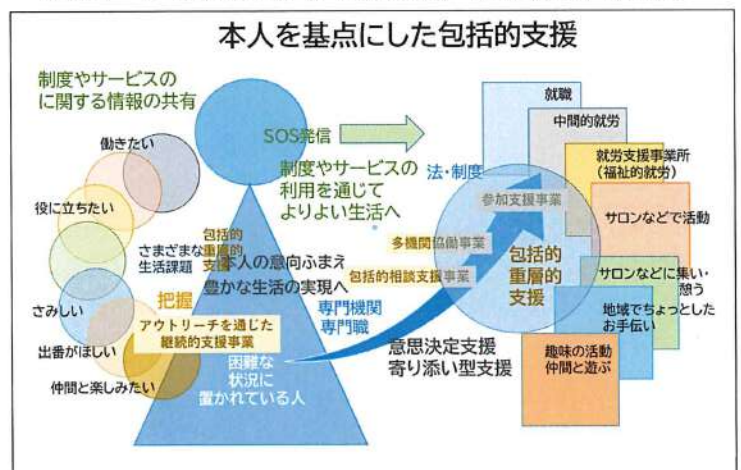 本人を基点にした包括的支援
制度やサービスの
に関する情報の共有
働きたい
役に立ちたい
さまざまな
生活課題
さみしい
出番がほしい
仲間と楽しみたい
把握
アウトリーチを通じた
継続的支援事業
包括的
重層的
支援
本人の意向ふまえ
豊かな生活の実現へ
困難な
状況に
置かれている人
SOS発信
制度やサービスの
利用を通じて
よりよい生活へ
法・制度
参加支援事業
多機関協働事業
包括的相談支援事業
包括的
重層的
支援
専門機関
専門職
意思決定支援
寄り添い型支援
就職
中間的就労
就労支援事業所
(福祉的就労)
サロンなどで活動
サロンなどに集い・
憩う
地域でちょっとした
お手伝い
趣味の活動
仲間と遊ぶ